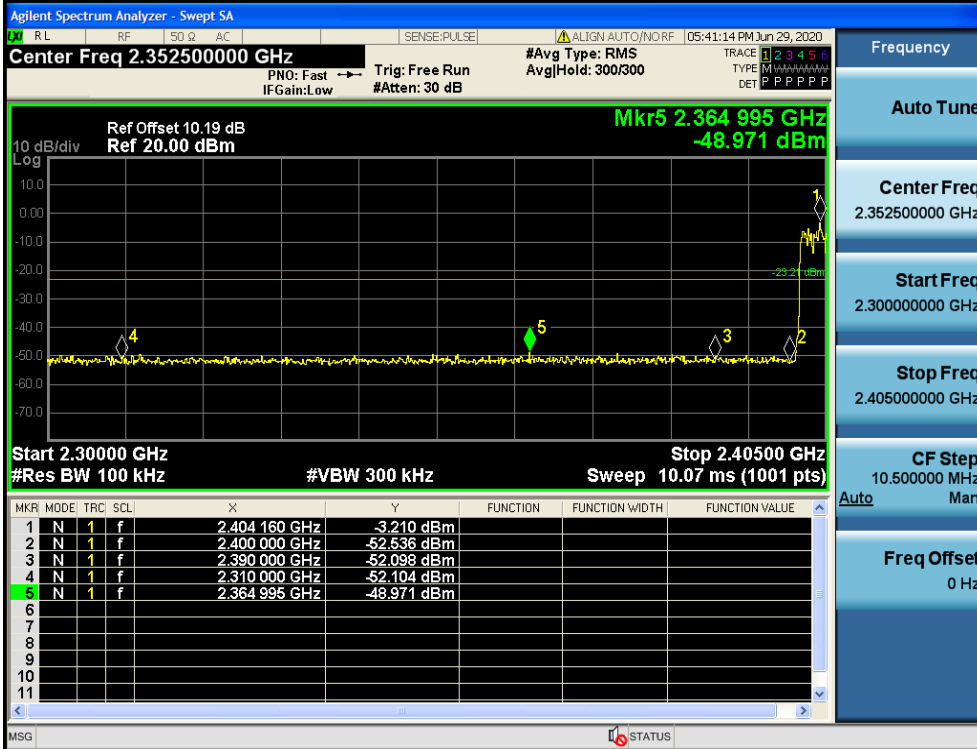 Agilent Spectrum Analyzer - Swept SA
LXI RL RF 50 Ω AC SENSE:PULSE ALIGN AUTO/NO RF 05:41:14 PM Jun 29, 2020
Center Freq 2.352500000 GHz
PNO: Fast
IFGain:Low
Trig: Free Run
#Atten: 30 dB
#Avg Type: RMS
Avg|Hold: 300/300
TRACE 1 2 3 4 5 6
TYPE M W W W W W
DET P P P P P P
Mkr5 2.364 995 GHz
-48.971 dBm
Ref Offset 10.19 dB
10 dB/div Ref 20.00 dBm
Log
10.0
0.00
-10.0
-20.0
-30.0
-40.0
-50.0
-60.0
-70.0
1
-23.21 dBm
4
5
3
2
Start 2.30000 GHz Stop 2.40500 GHz
#Res BW 100 kHz #VBW 300 kHz Sweep 10.07 ms (1001 pts)
MKR MODE TRC SCL X Y FUNCTION FUNCTION WIDTH FUNCTION VALUE
1 N 1 f 2.404 160 GHz -3.210 dBm
2 N 1 f 2.400 000 GHz -52.536 dBm
3 N 1 f 2.390 000 GHz -52.098 dBm
4 N 1 f 2.310 000 GHz -52.104 dBm
5 N 1 f 2.364 995 GHz -48.971 dBm
6
7
8
9
10
11
MSG STATUS
Frequency
Auto Tune
Center Freq
2.352500000 GHz
Start Freq
2.300000000 GHz
Stop Freq
2.405000000 GHz
CF Step
10.500000 MHz
Auto Man
Freq Offset
0 Hz